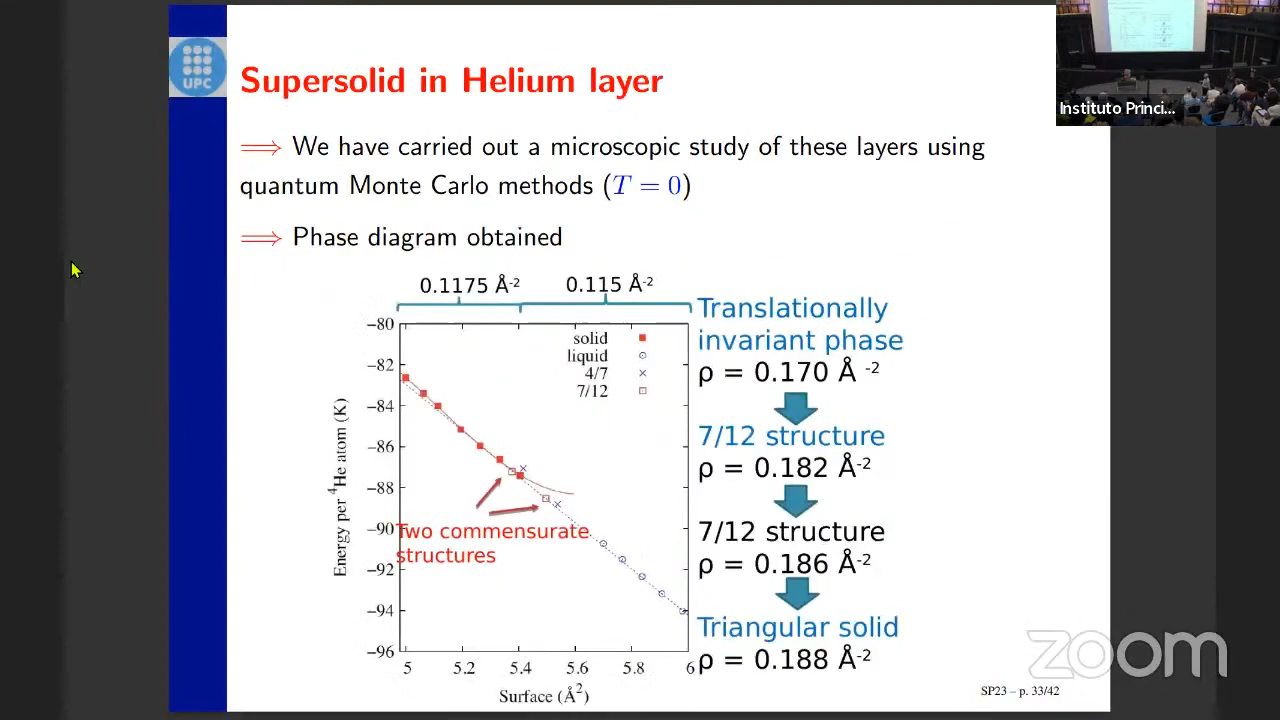 UPC
Supersolid in Helium layer
Instituto Princi...
⟹ We have carried out a microscopic study of these layers using
quantum Monte Carlo methods (T = 0)
⟹ Phase diagram obtained
0.1175 Å-2
0.115 Å-2
−80
−82
−84
−86
−88
−90
−92
−94
−96
Energy per 4He atom (K)
solid
liquid
4/7
7/12
Two commensurate
structures
5
5.2
5.4
5.6
5.8
6
Surface (Å2)
Translationally
invariant phase
ρ = 0.170 Å -2
7/12 structure
ρ = 0.182 Å-2
7/12 structure
ρ = 0.186 Å-2
Triangular solid
ρ = 0.188 Å-2
zoom
SP23 – p. 33/42